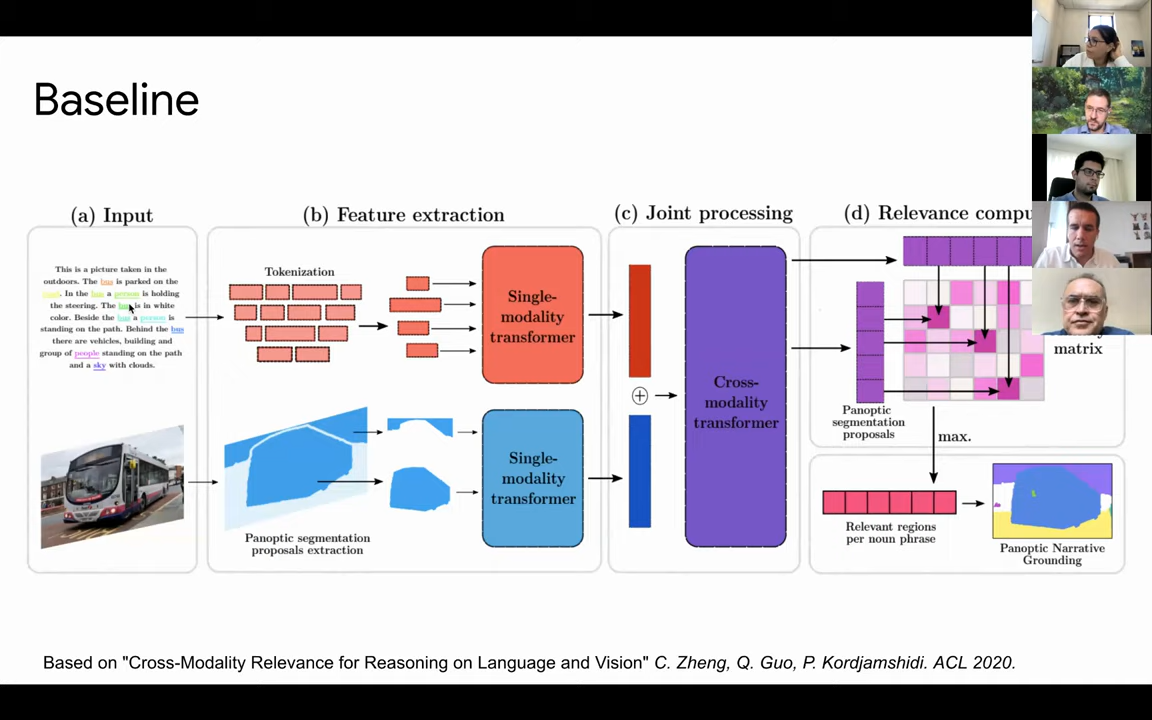 Baseline
(a) Input
(b) Feature extraction
(c) Joint processing
(d) Relevance compu
This is a picture taken in the
outdoors. The bus is parked on the
. In the bus a person is holding
the steering. The bus is in white
color. Beside the bus a person is
standing on the path. Behind the bus
there are vehicles, building and
group of people standing on the path
and a sky with clouds.
Tokenization
Single-
modality
transformer
Panoptic segmentation
proposals extraction
Single-
modality
transformer
Cross-
modality
transformer
matrix
Panoptic
segmentation
proposals
max.
Relevant regions
per noun phrase
Panoptic Narrative
Grounding
Based on "Cross-Modality Relevance for Reasoning on Language and Vision" C. Zheng, Q. Guo, P. Kordjamshidi. ACL 2020.